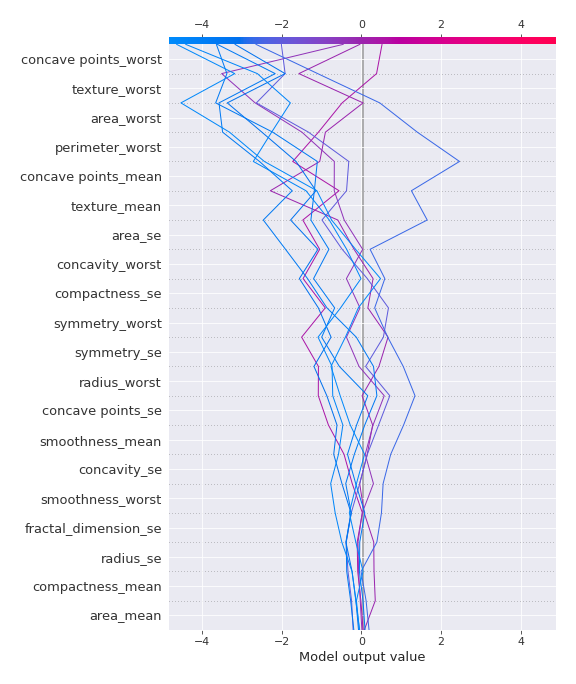 −4 −2 0 2 4
concave points_worst
texture_worst
area_worst
perimeter_worst
concave points_mean
texture_mean
area_se
concavity_worst
compactness_se
symmetry_worst
symmetry_se
radius_worst
concave points_se
smoothness_mean
concavity_se
smoothness_worst
fractal_dimension_se
radius_se
compactness_mean
area_mean
−4 −2 0 2 4
Model output value